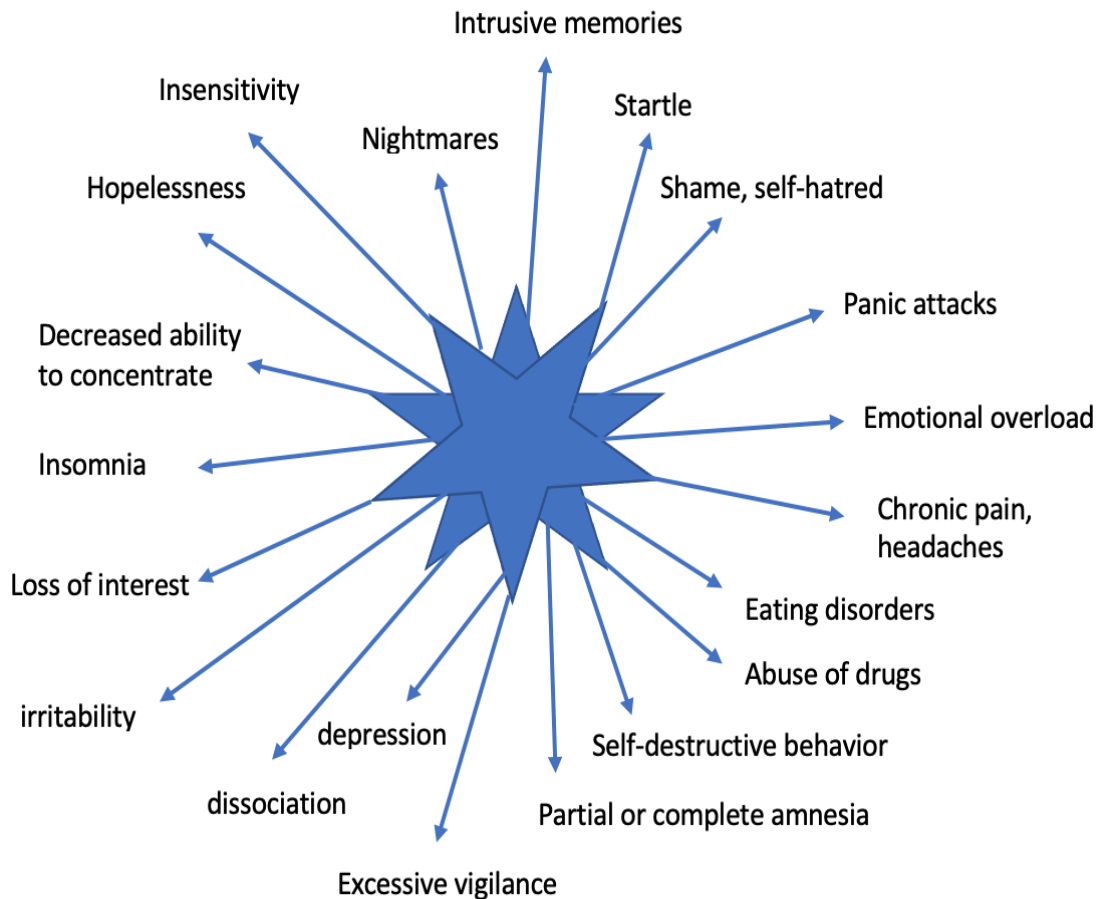 Intrusive memories
Insensitivity
Startle
Nightmares
Hopelessness
Shame, self-hatred
Panic attacks
Decreased ability
to concentrate
Emotional overload
Insomnia
Chronic pain,
headaches
Loss of interest
Eating disorders
Abuse of drugs
irritability
depression
Self-destructive behavior
dissociation
Partial or complete amnesia
Excessive vigilance